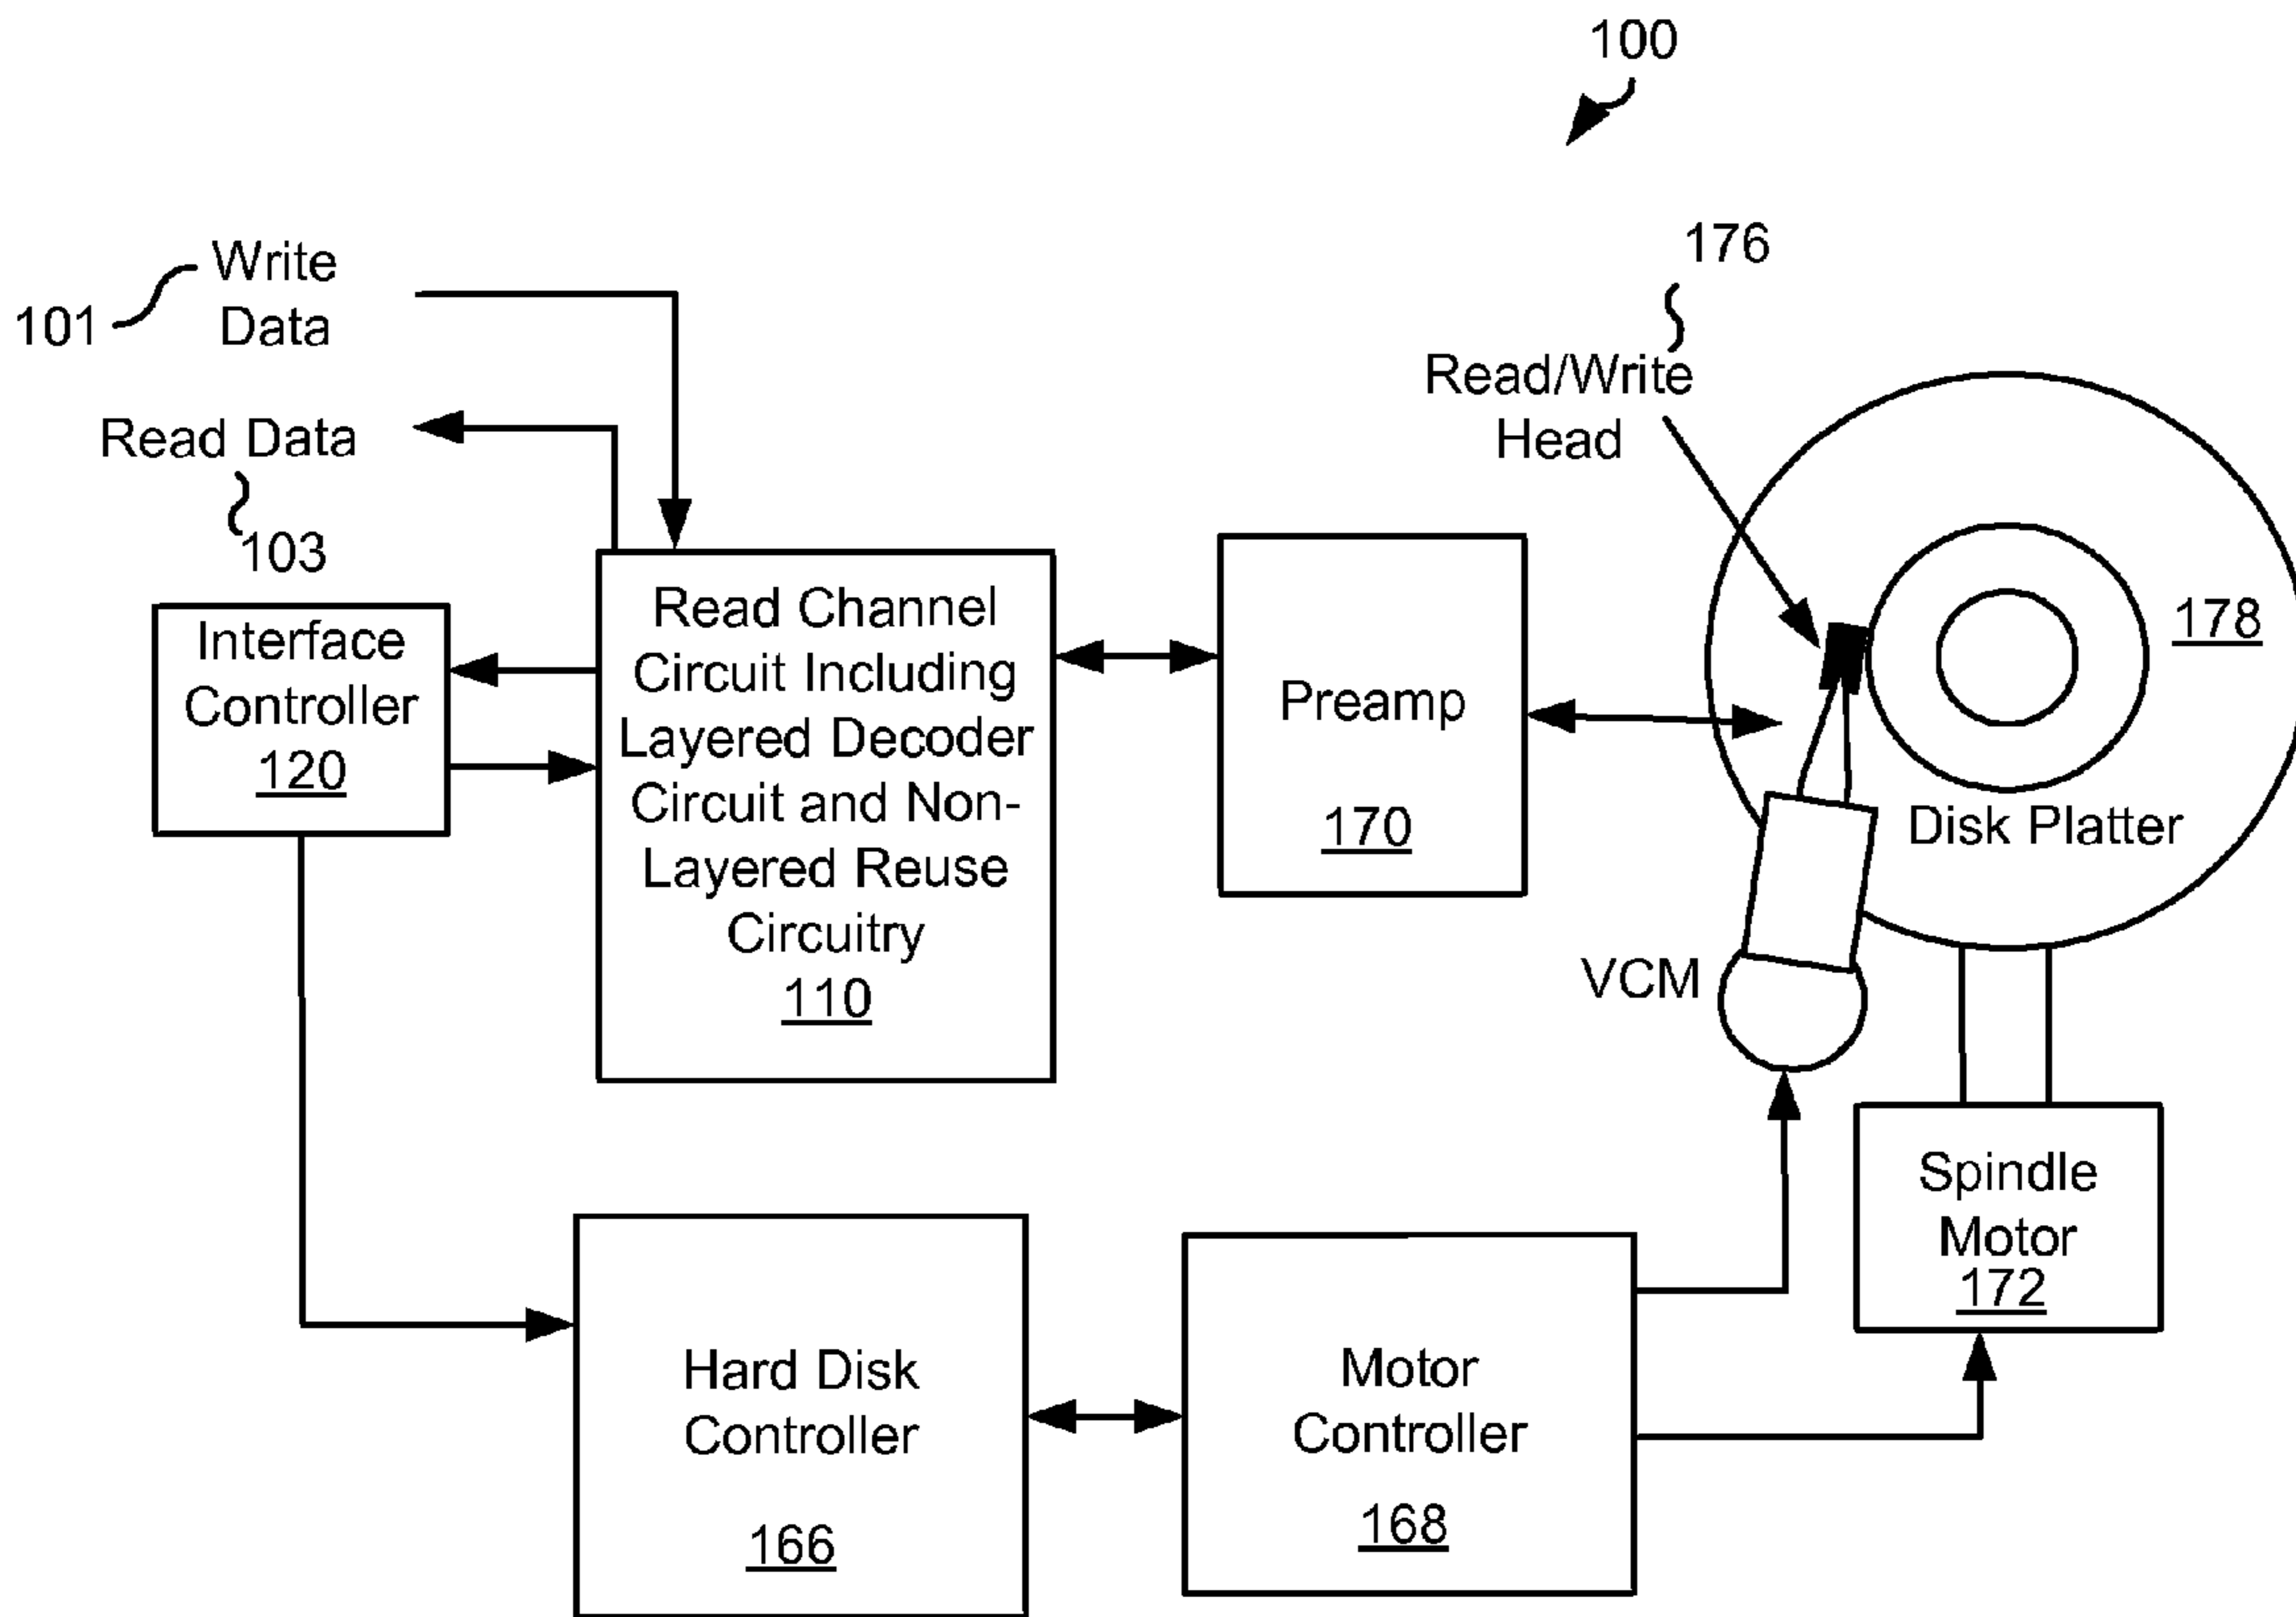 100
176
Write
Data
101
Read Data
103
Read/Write
Head
Interface
Controller
120
Read Channel
Circuit Including
Layered Decoder
Circuit and Non-
Layered Reuse
Circuitry
110
Preamp
170
178
Disk Platter
VCM
Spindle
Motor
172
Hard Disk
Controller
166
Motor
Controller
168